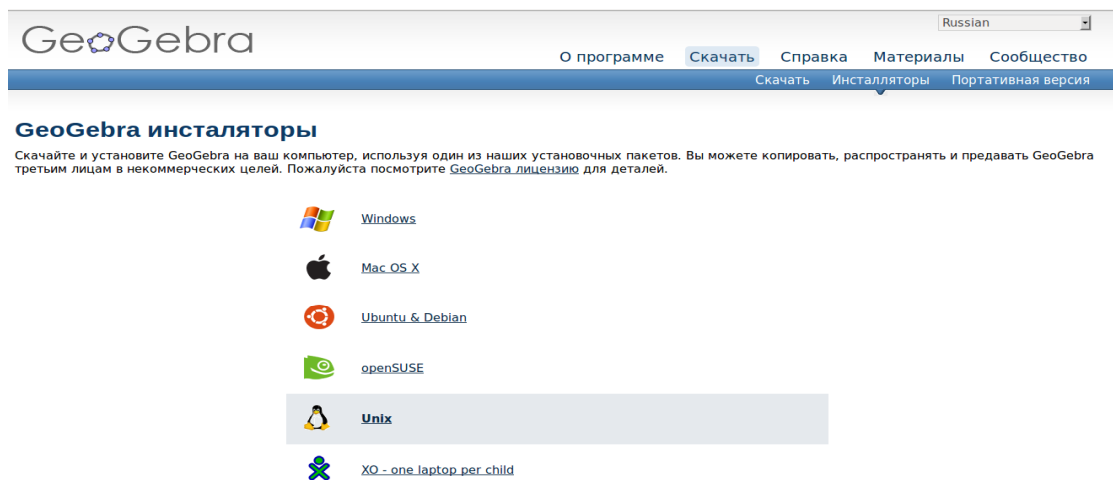 GeoGebra
Russian
О программе Скачать Справка Материалы Сообщество
Скачать Инсталляторы Портативная версия
GeoGebra инсталяторы
Скачайте и установите GeoGebra на ваш компьютер, используя один из наших установочных пакетов. Вы можете копировать, распространять и предавать GeoGebra
третьим лицам в некоммерческих целей. Пожалуйста посмотрите GeoGebra лицензию для деталей.
Windows
Mac OS X
Ubuntu & Debian
openSUSE
Unix
XO - one laptop per child